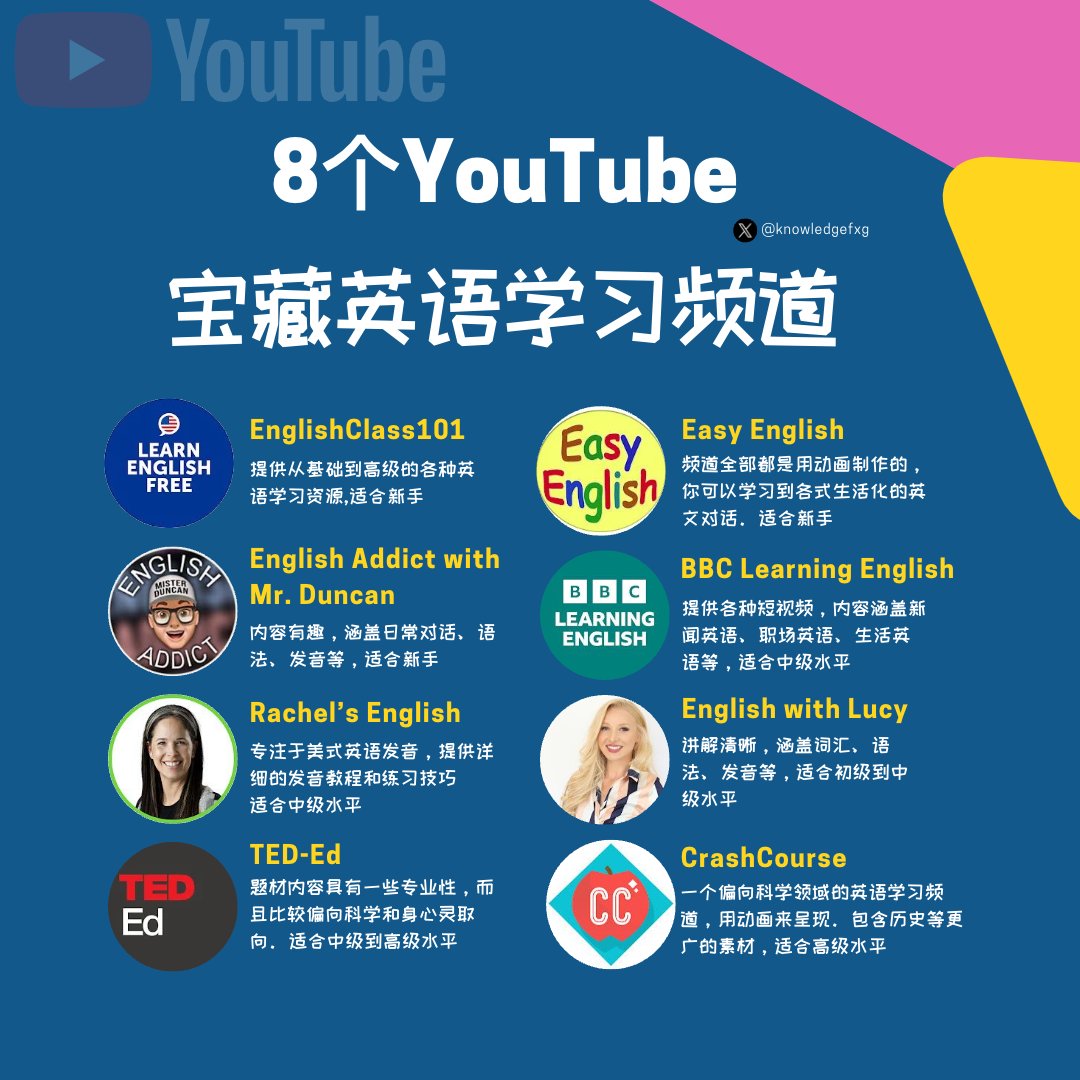 YouTube
8个YouTube
@knowledgefxg
宝藏英语学习频道
LEARN
ENGLISH
FREE
EnglishClass101
提供从基础到高级的各种英
语学习资源,适合新手
Easy
English
Easy English
频道全部都是用动画制作的，
你可以学习到各式生活化的英
文对话．适合新手
ENGLISH
MISTER
DUNCAN
ADDICT
English Addict with
Mr. Duncan
内容有趣，涵盖日常对话、语
法、发音等，适合新手
BBC
LEARNING
ENGLISH
BBC Learning English
提供各种短视频，内容涵盖新
闻英语、职场英语、生活英
语等，适合中级水平
Rachel’s English
专注于美式英语发音，提供详
细的发音教程和练习技巧
适合中级水平
English with Lucy
讲解清晰，涵盖词汇、语
法、发音等，适合初级到中
级水平
TED
Ed
TED-Ed
题材内容具有一些专业性，而
且比较偏向科学和身心灵取
向．适合中级到高级水平
CC
CrashCourse
一个偏向科学领域的英语学习频
道，用动画来呈现．包含历史等更
广的素材，适合高级水平